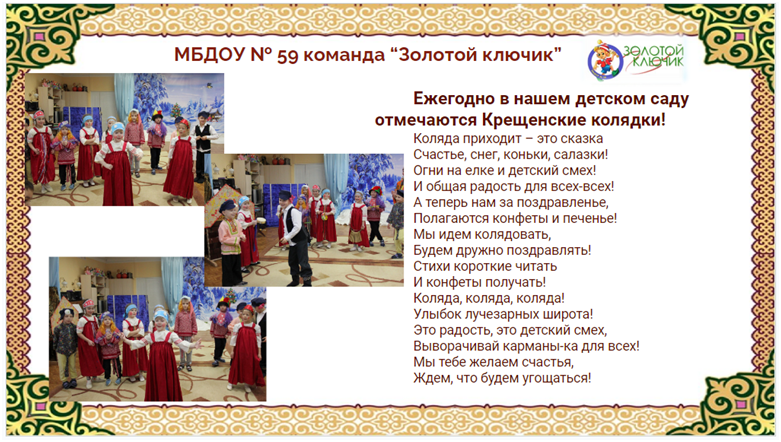 МБДОУ № 59 команда “Золотой ключик”
ЗОЛОТОЙ
КЛЮЧИК
Ежегодно в нашем детском саду
отмечаются Крещенские колядки!
Коляда приходит – это сказка
Счастье, снег, коньки, салазки!
Огни на елке и детский смех!
И общая радость для всех-всех!
А теперь нам за поздравленье,
Полагаются конфеты и печенье!
Мы идем колядовать,
Будем дружно поздравлять!
Стихи короткие читать
И конфеты получать!
Коляда, коляда, коляда!
Улыбок лучезарных широта!
Это радость, это детский смех,
Выворачивай карманы-ка для всех!
Мы тебе желаем счастья,
Ждем, что будем угощаться!